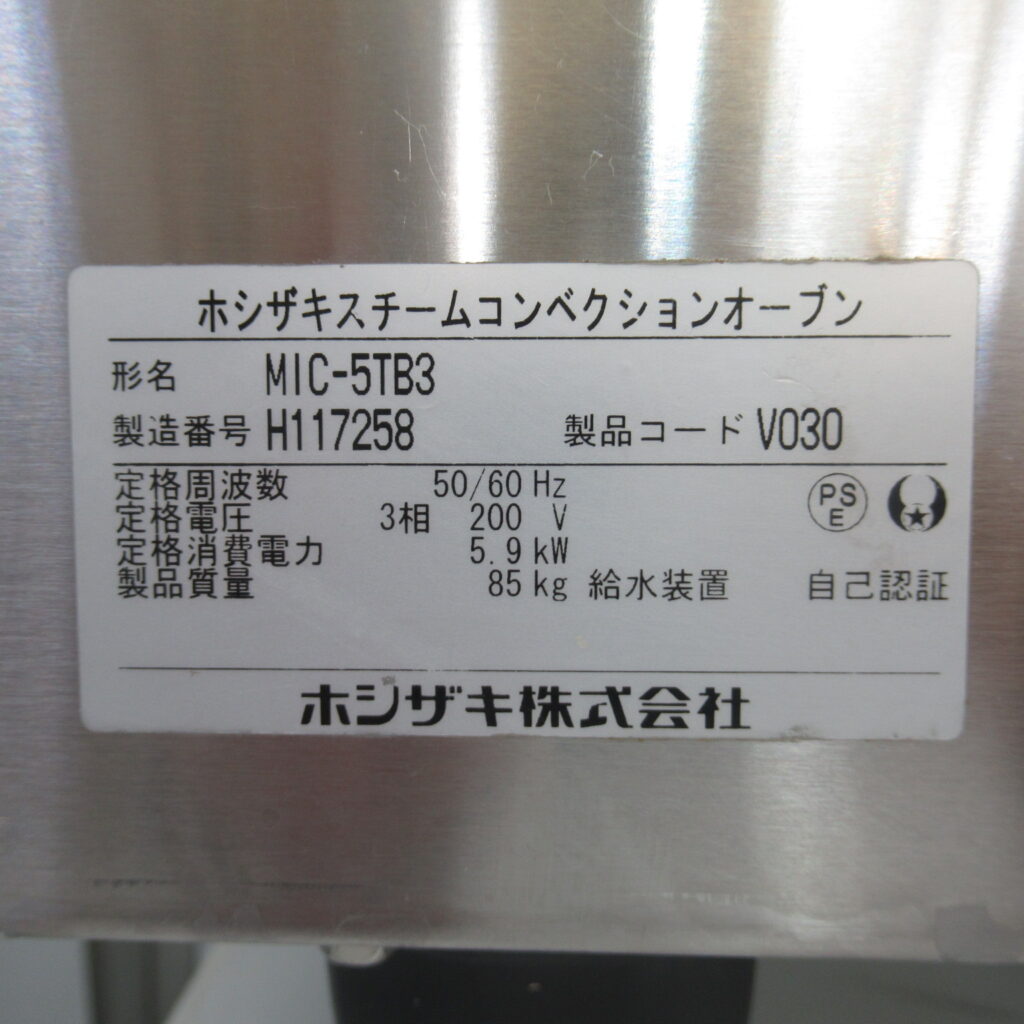 ホシザキスチームコンベクションオーブン
形名 MIC-5TB3
製造番号 H117258 製品コード V030
定格周波数 50/60 Hz
定格電圧 3相 200 V
定格消費電力 5.9 kW
製品質量 85 kg 給水装置 自己認証
PS
E
ホシザキ株式会社